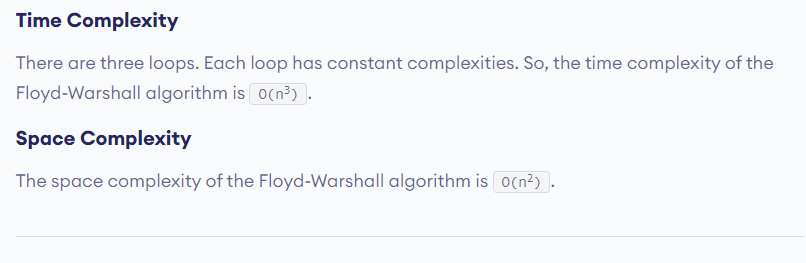 Time Complexity
There are three loops. Each loop has constant complexities. So, the time complexity of the
Floyd-Warshall algorithm is O(n³).
Space Complexity
The space complexity of the Floyd-Warshall algorithm is O(n²).